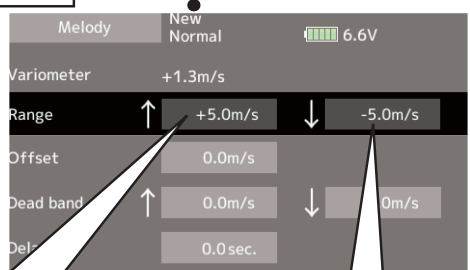 Melody New Normal 6.6V
Variometer +1.3m/s
Range ↑ +5.0m/s ↓ -5.0m/s
Offset 0.0m/s
Dead band ↑ 0.0m/s ↓ 0m/s
0.0sec.